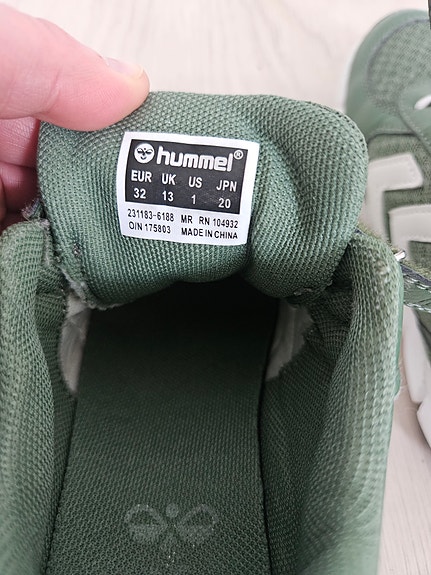 hummel®
EUR UK US JPN
32 13 1 20
231183-6188 MR RN 104932
O/N 175803 MADE IN CHINA